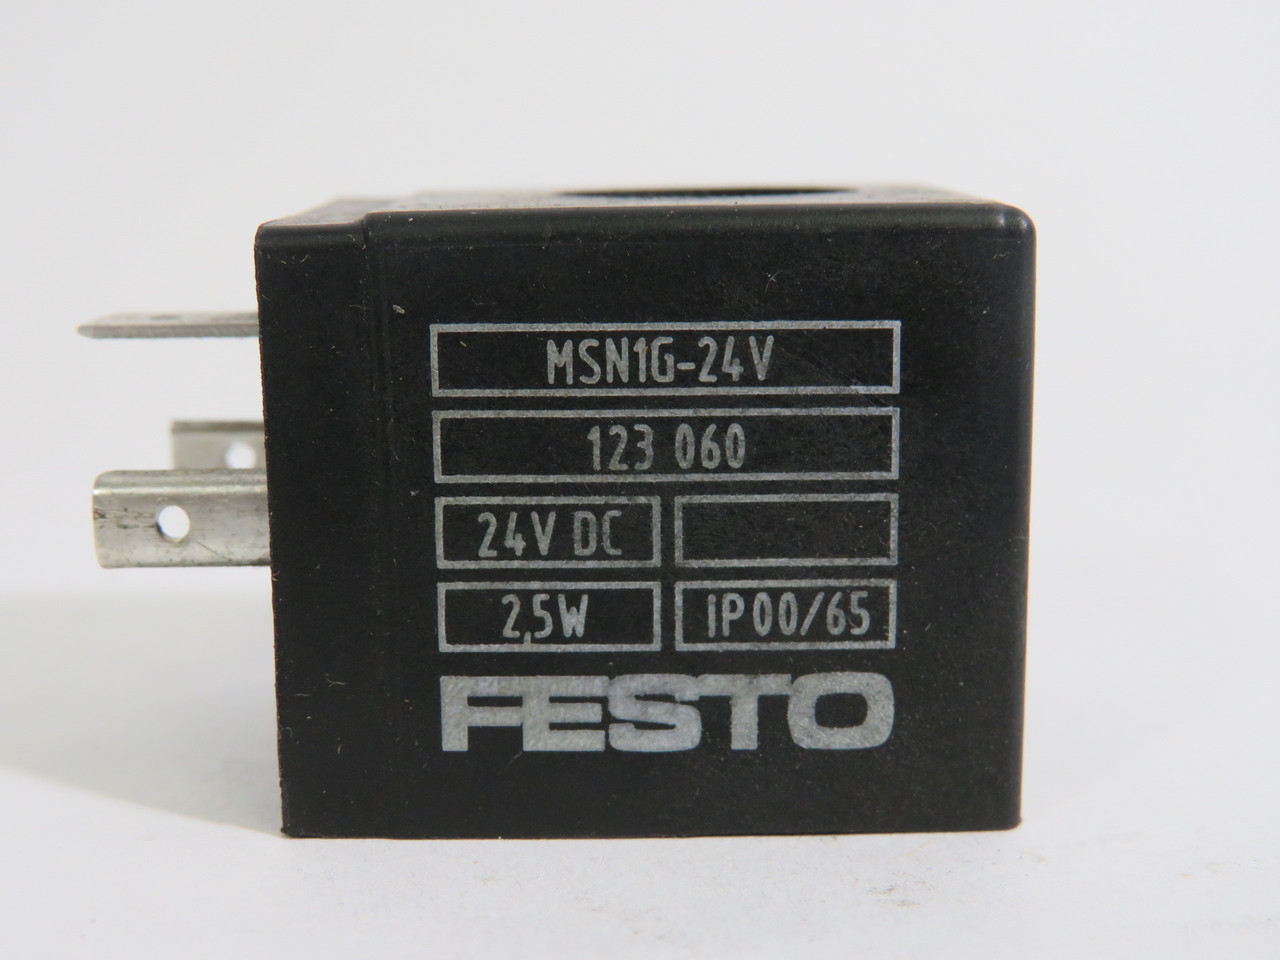 MSN1G-24V
123 060
24V DC
2,5W IP00/65
FESTO